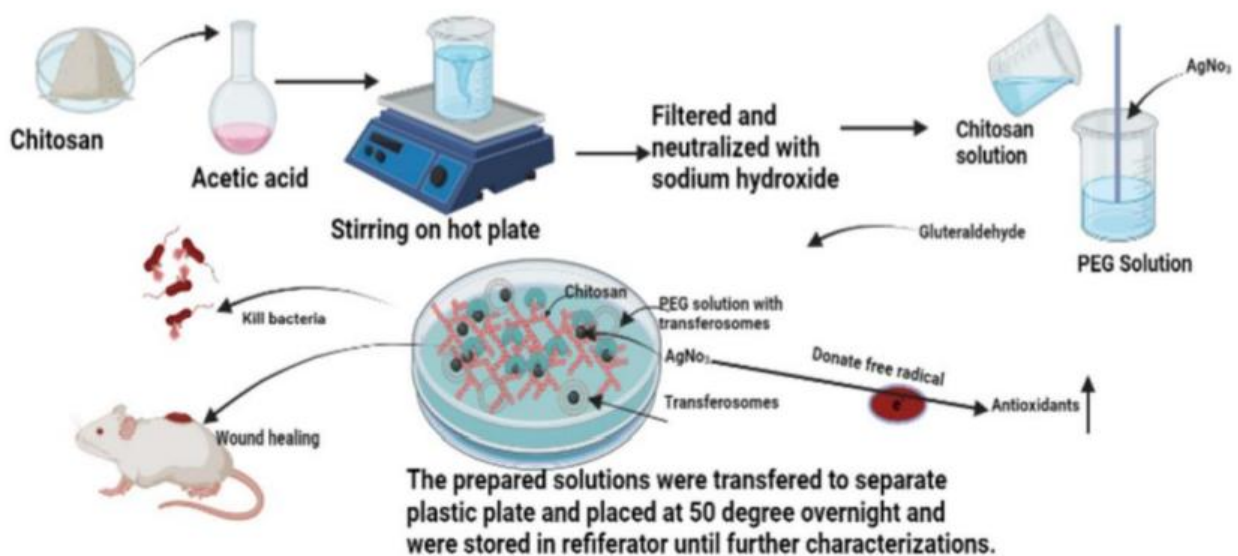 Chitosan
Acetic acid
Stirring on hot plate
Filtered and
neutralized with
sodium hydroxide
Chitosan
solution
AgNo₃
PEG Solution
Gluteraldehyde
Kill bacteria
Wound healing
Chitosan
PEG solution with
transferosomes
AgNo₃
Transferosomes
Donate free radical
e
Antioxidants
The prepared solutions were transfered to separate
plastic plate and placed at 50 degree overnight and
were stored in refiferator until further characterizations.